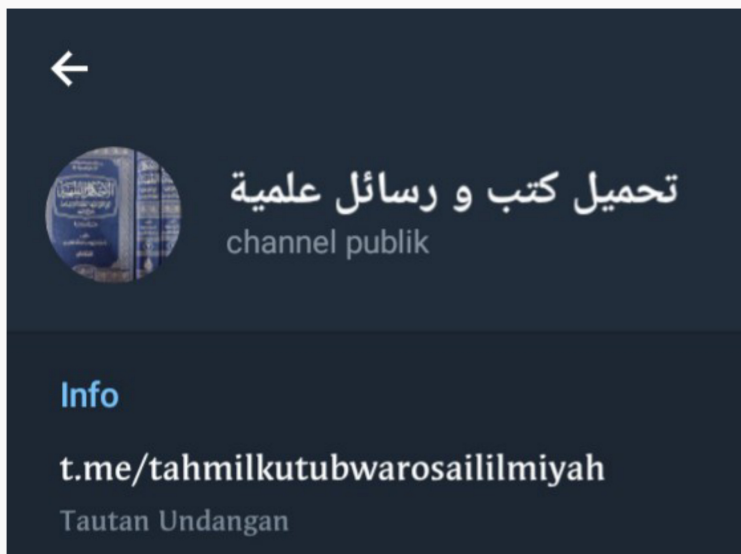 تحميل كتب و رسائل علمية
channel publik
Info
t.me/tahmilkutubwarosaililmiyah
Tautan Undangan